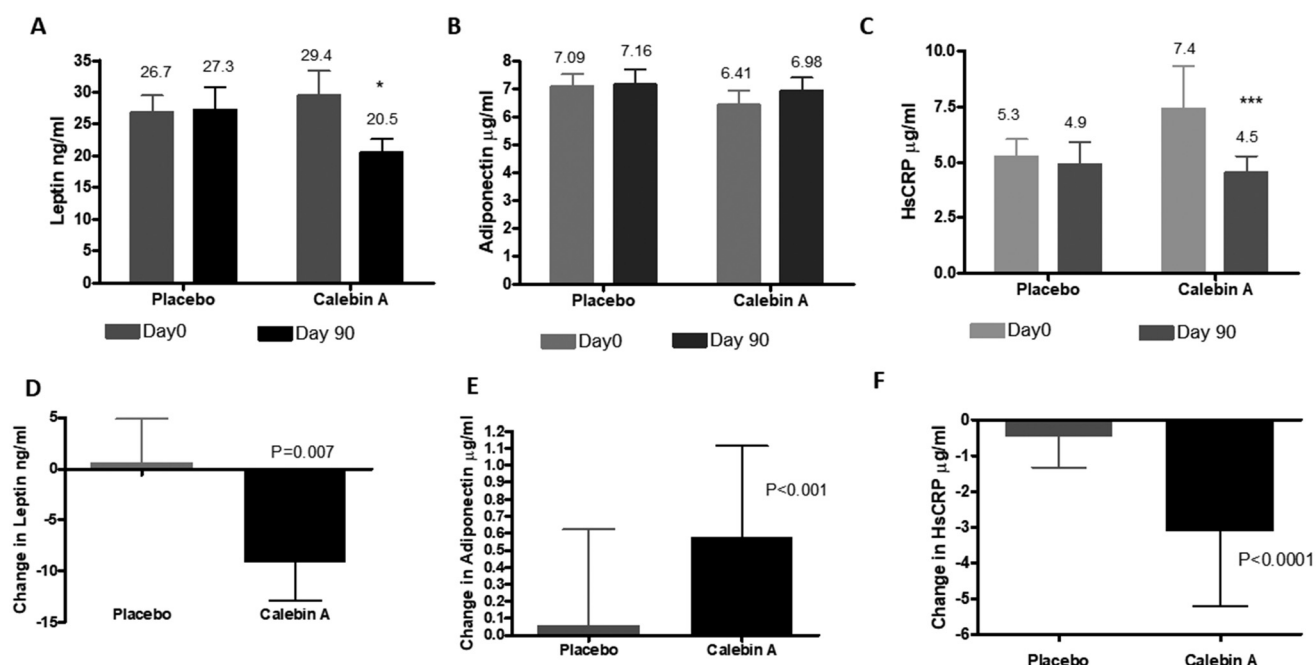 A
Leptin ng/ml
35
30
25
20
15
10
5
0
26.7
27.3
29.4
*
20.5
Placebo
Calebin A
Day0
Day 90
B
Adiponectin μg/ml
8
7
6
5
4
3
2
1
0
7.09
7.16
6.41
6.98
Placebo
Calebin A
Day0
Day 90
C
HsCRP μg/ml
10.0
7.5
5.0
2.5
0.0
5.3
4.9
7.4
***
4.5
Placebo
Calebin A
Day0
Day 90
D
Change in Leptin ng/ml
5
0
-5
-10
-15
P=0.007
Placebo
Calebin A
E
Change in Adiponectin μg/ml
1.2
1.1
1.0
0.9
0.8
0.7
0.6
0.5
0.4
0.3
0.2
0.1
0.0
P<0.001
Placebo
Calebin A
F
Change in HsCRP μg/ml
0
-1
-2
-3
-4
-5
-6
P<0.0001
Placebo
Calebin A